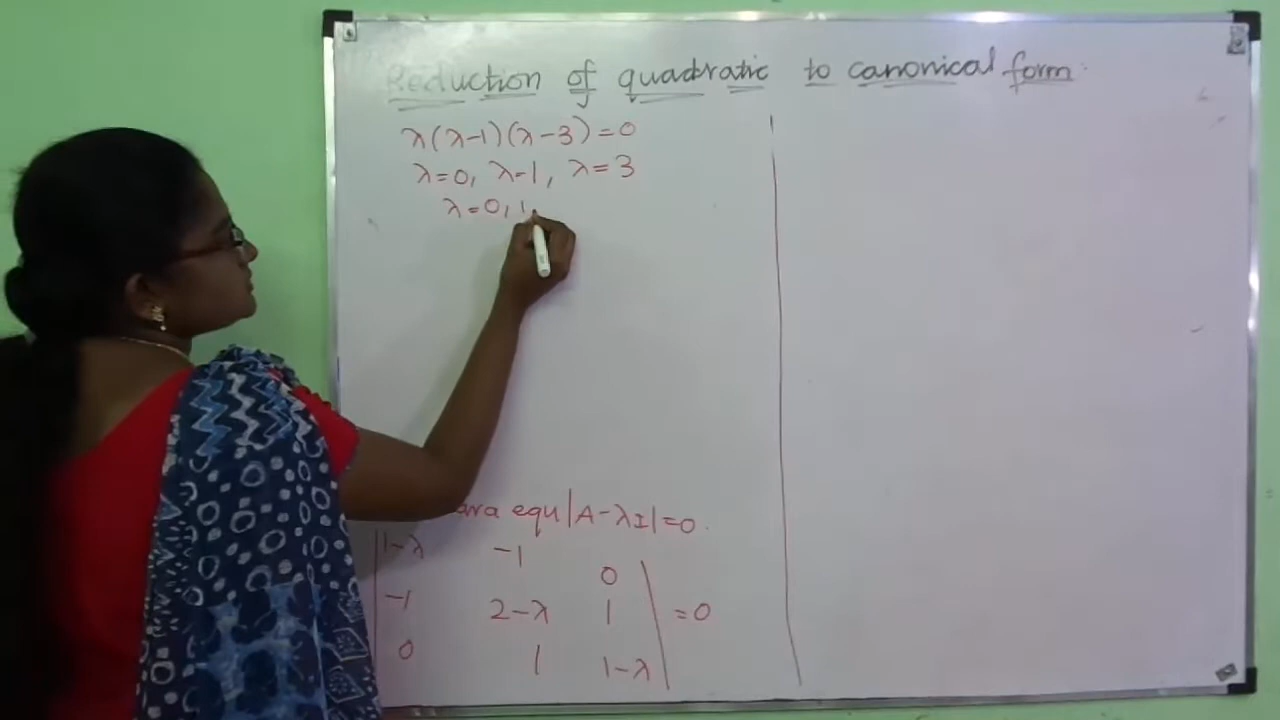 Reduction of quadratic to canonical form.
λ(λ-1)(λ-3)=0
λ=0, λ=1, λ=3
λ=0, 1,
equ |A-λI|=0.
1-λ -1 0
-1 2-λ 1 =0
0 1 1-λ